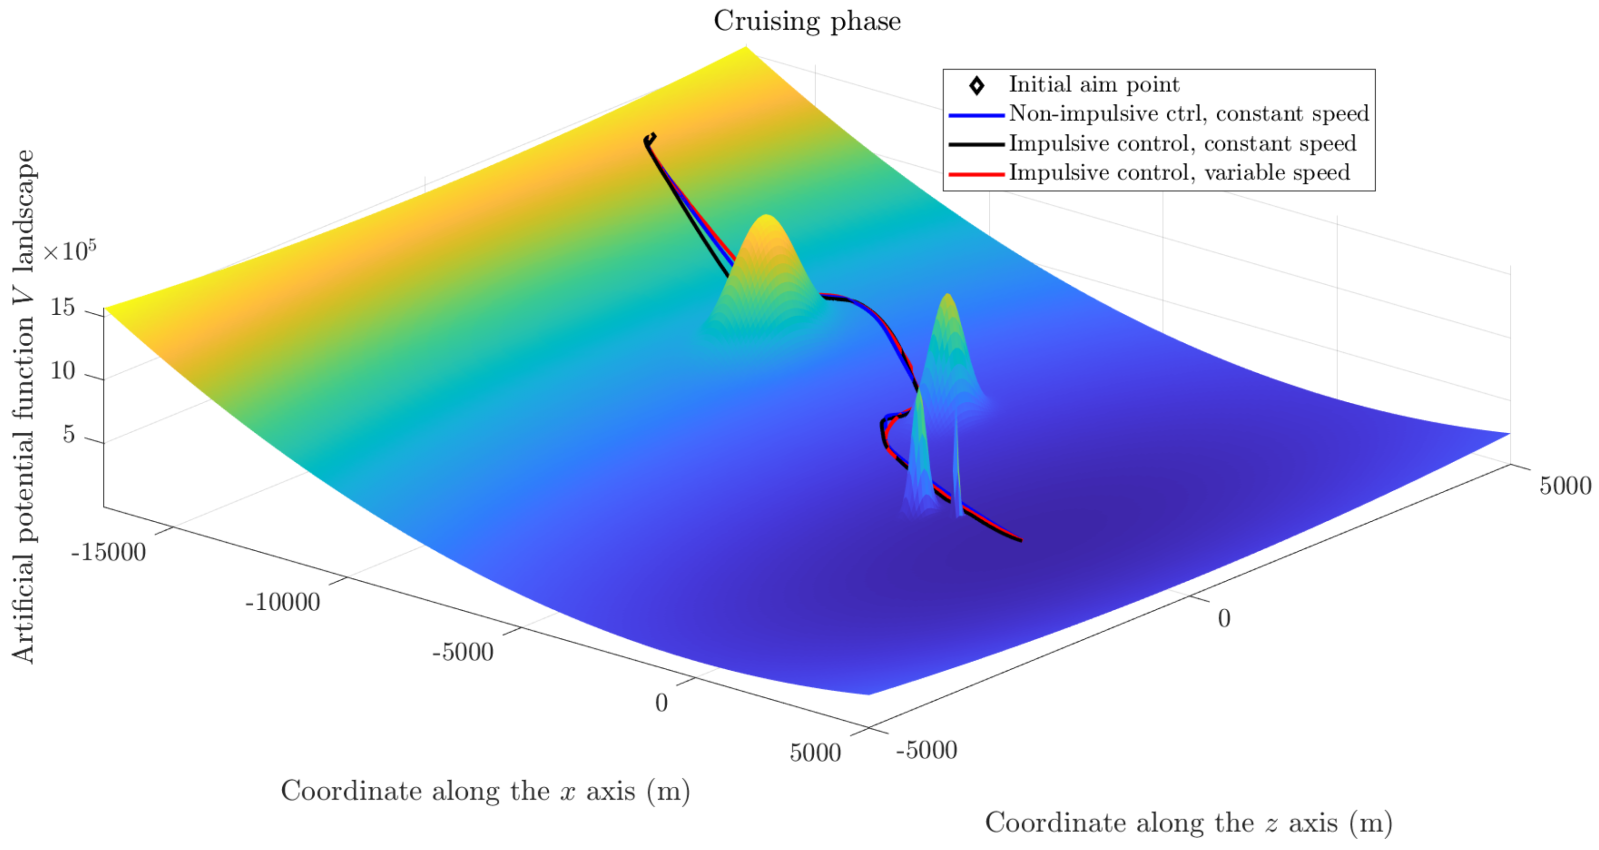 Cruising phase
Initial aim point
Non-impulsive ctrl, constant speed
Impulsive control, constant speed
Impulsive control, variable speed
Artificial potential function V landscape
×10⁵
15
10
5
-15000
-10000
-5000
0
5000
-5000
0
5000
Coordinate along the x axis (m)
Coordinate along the z axis (m)